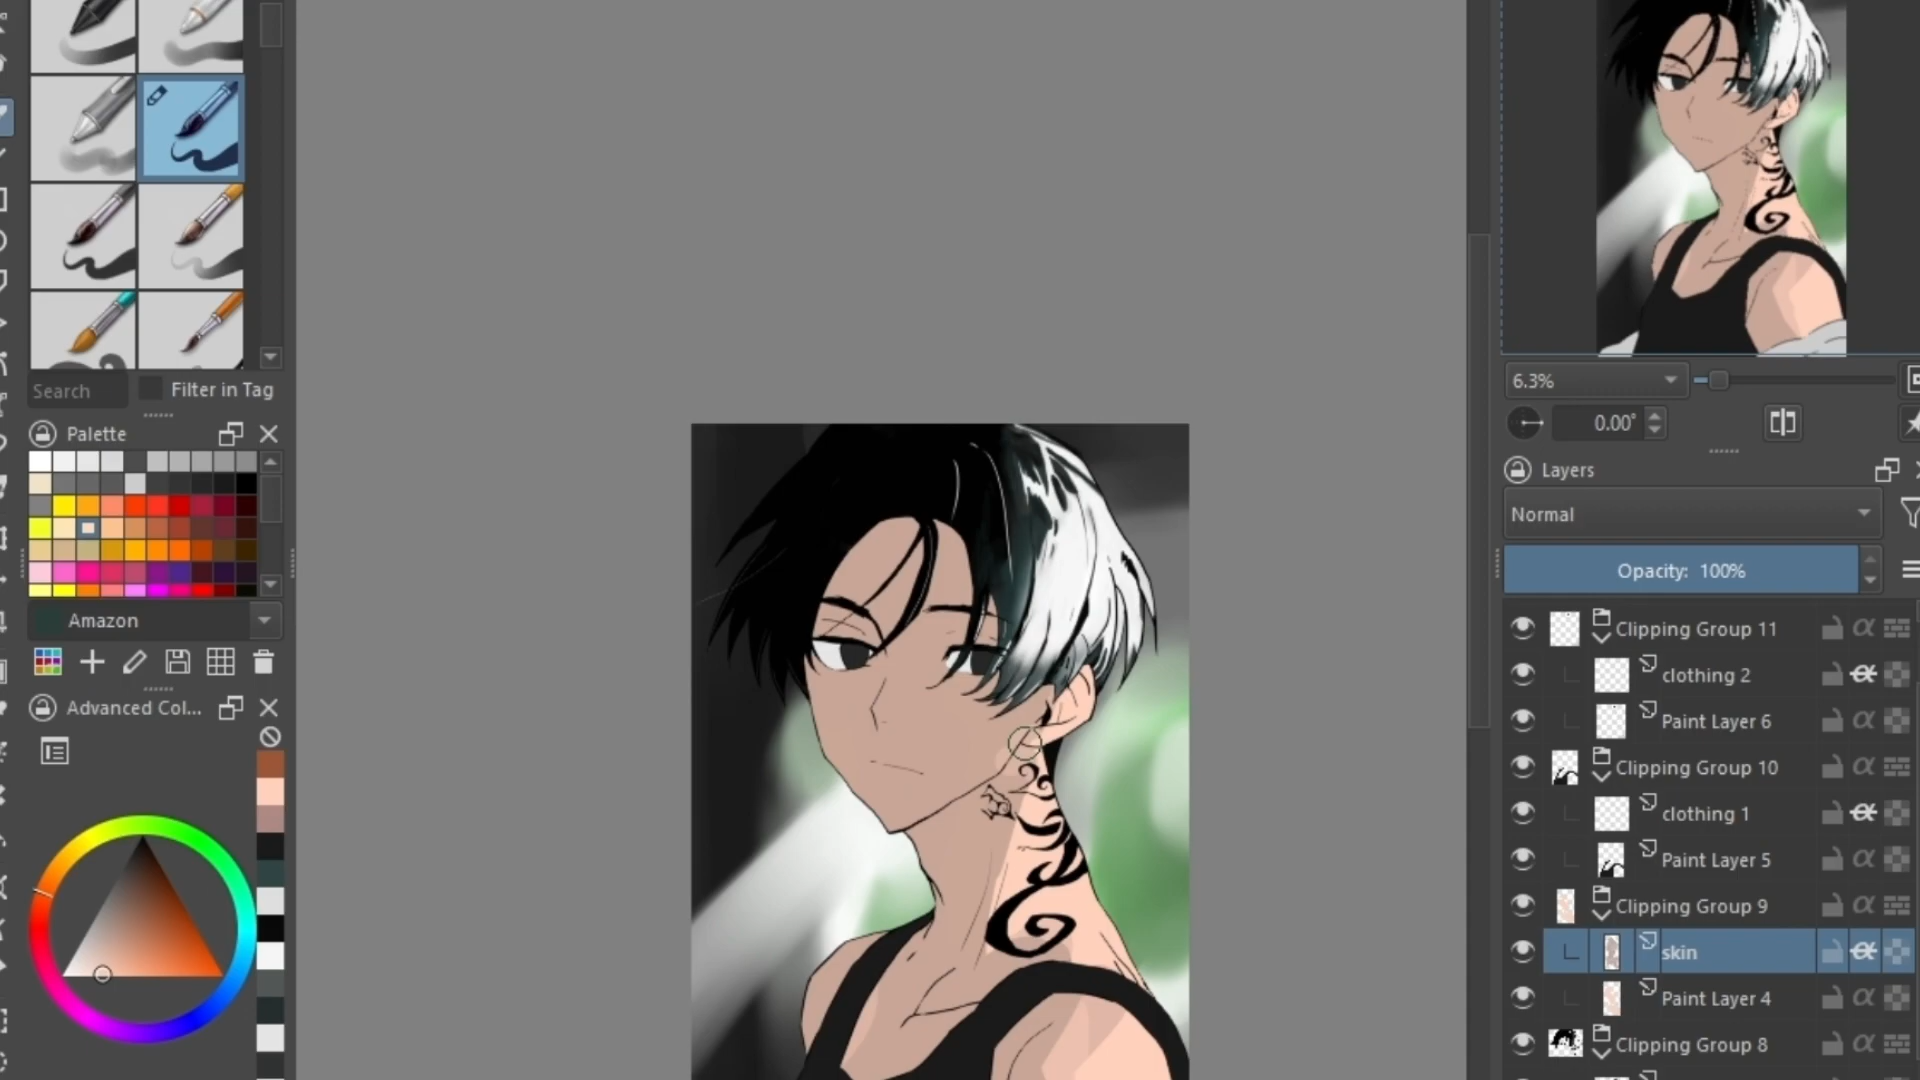 Search
Filter in Tag
Palette
Amazon
Advanced Col...
6.3%
0.00°
Layers
Normal
Opacity: 100%
Clipping Group 11
clothing 2
Paint Layer 6
Clipping Group 10
clothing 1
Paint Layer 5
Clipping Group 9
skin
Paint Layer 4
Clipping Group 8